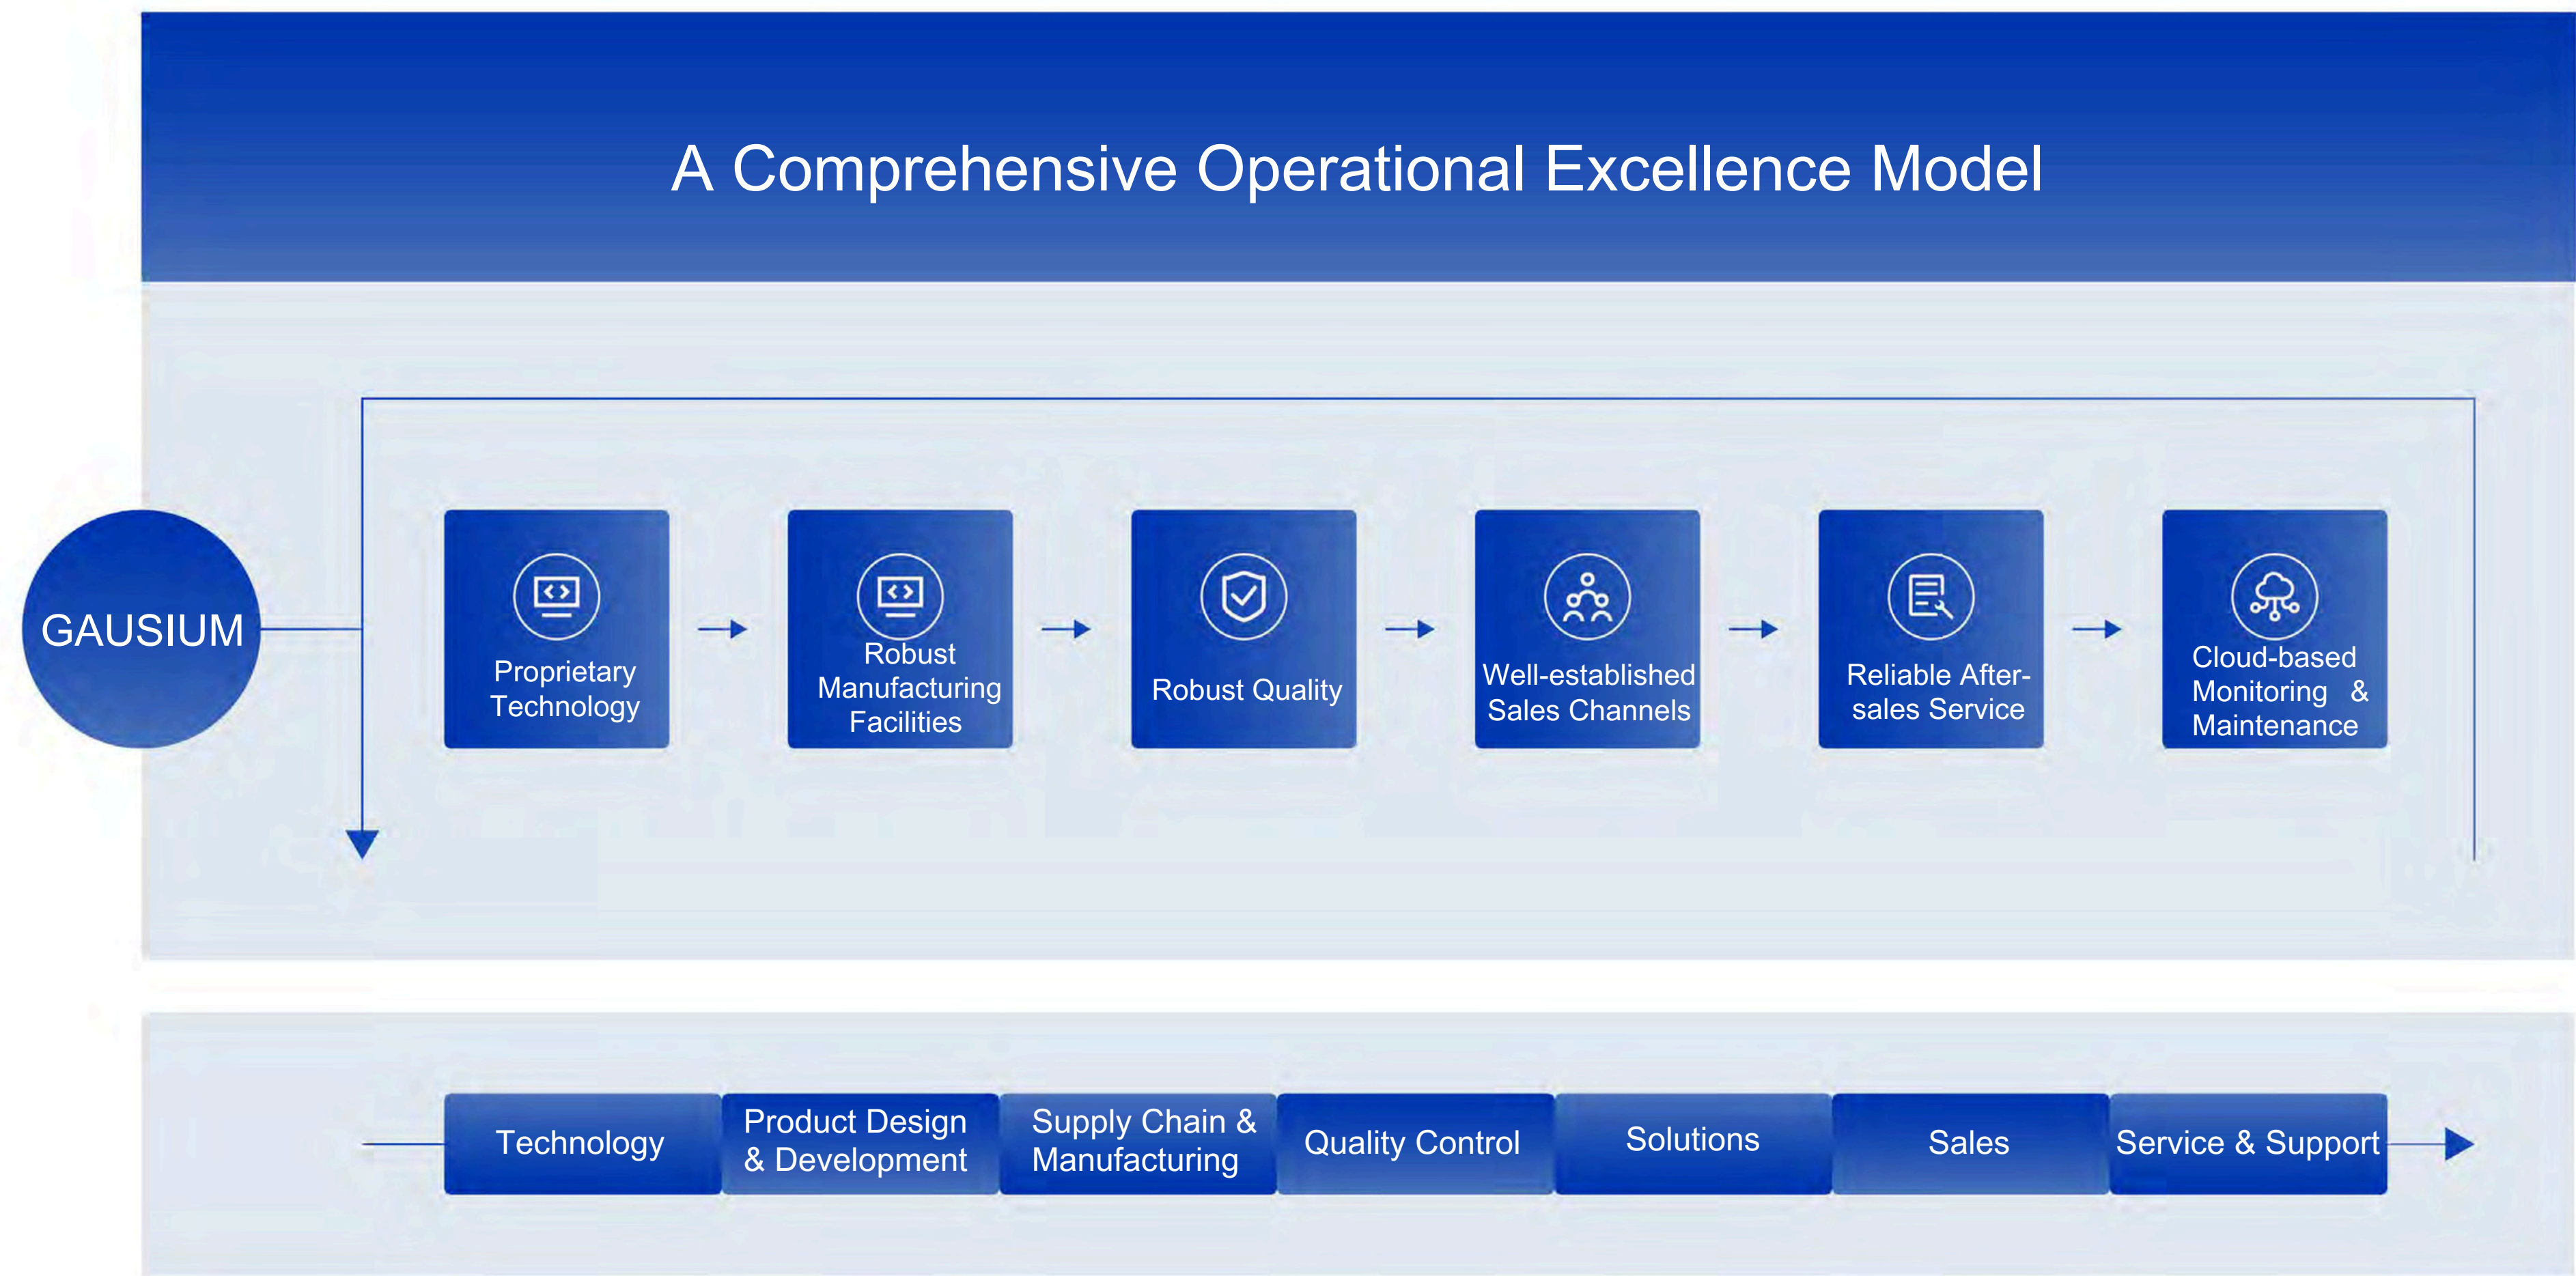 A Comprehensive Operational Excellence Model
GAUSIUM
Proprietary
Technology
Robust
Manufacturing
Facilities
Robust Quality
Well-established
Sales Channels
Reliable After-
sales Service
Cloud-based
Monitoring &
Maintenance
Technology
Product Design
& Development
Supply Chain &
Manufacturing
Quality Control
Solutions
Sales
Service & Support